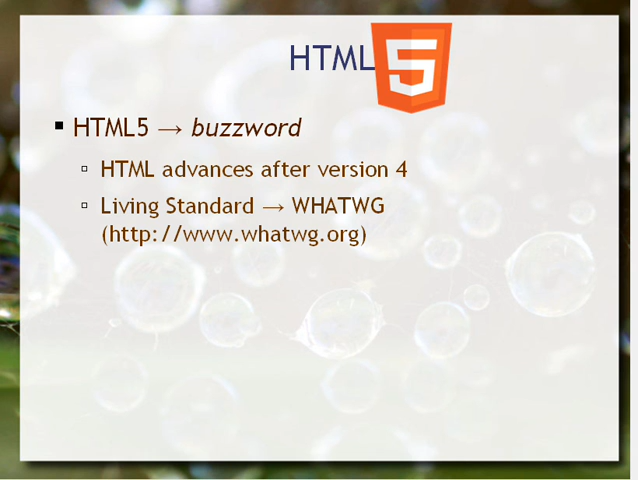 HTML5
HTML5 → buzzword
HTML advances after version 4
Living Standard → WHATWG
(http://www.whatwg.org)